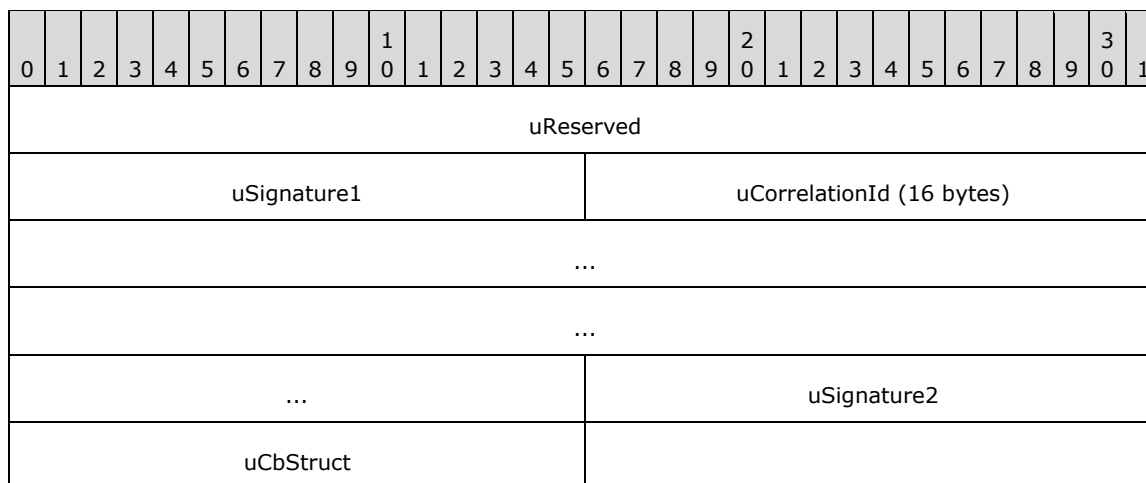 1 2 3
0 1 2 3 4 5 6 7 8 9 0 1 2 3 4 5 6 7 8 9 0 1 2 3 4 5 6 7 8 9 0 1
uReserved
uSignature1 uCorrelationId (16 bytes)
...
...
... uSignature2
uCbStruct